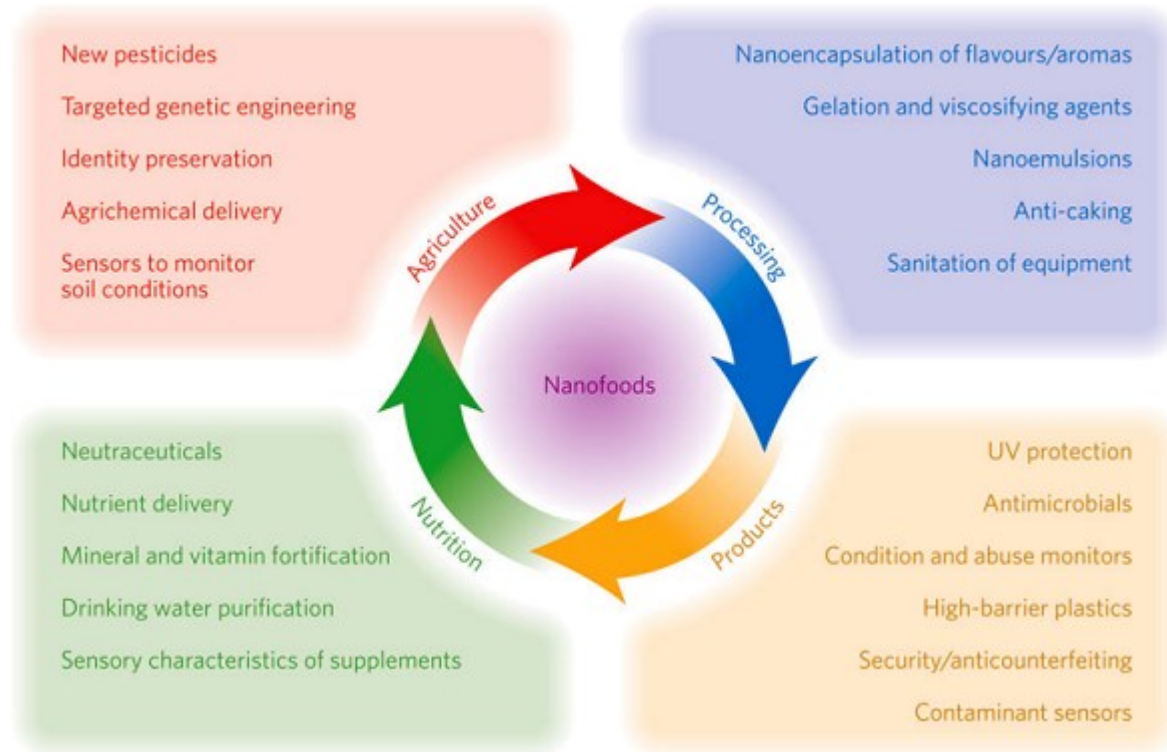 New pesticides
Targeted genetic engineering
Identity preservation
Agrichemical delivery
Sensors to monitor
soil conditions
Nanoencapsulation of flavours/aromas
Gelation and viscosifying agents
Nanoemulsions
Anti-caking
Sanitation of equipment
Agriculture
Processing
Nanofoods
Nutrition
Products
Neutraceuticals
Nutrient delivery
Mineral and vitamin fortification
Drinking water purification
Sensory characteristics of supplements
UV protection
Antimicrobials
Condition and abuse monitors
High-barrier plastics
Security/anticounterfeiting
Contaminant sensors